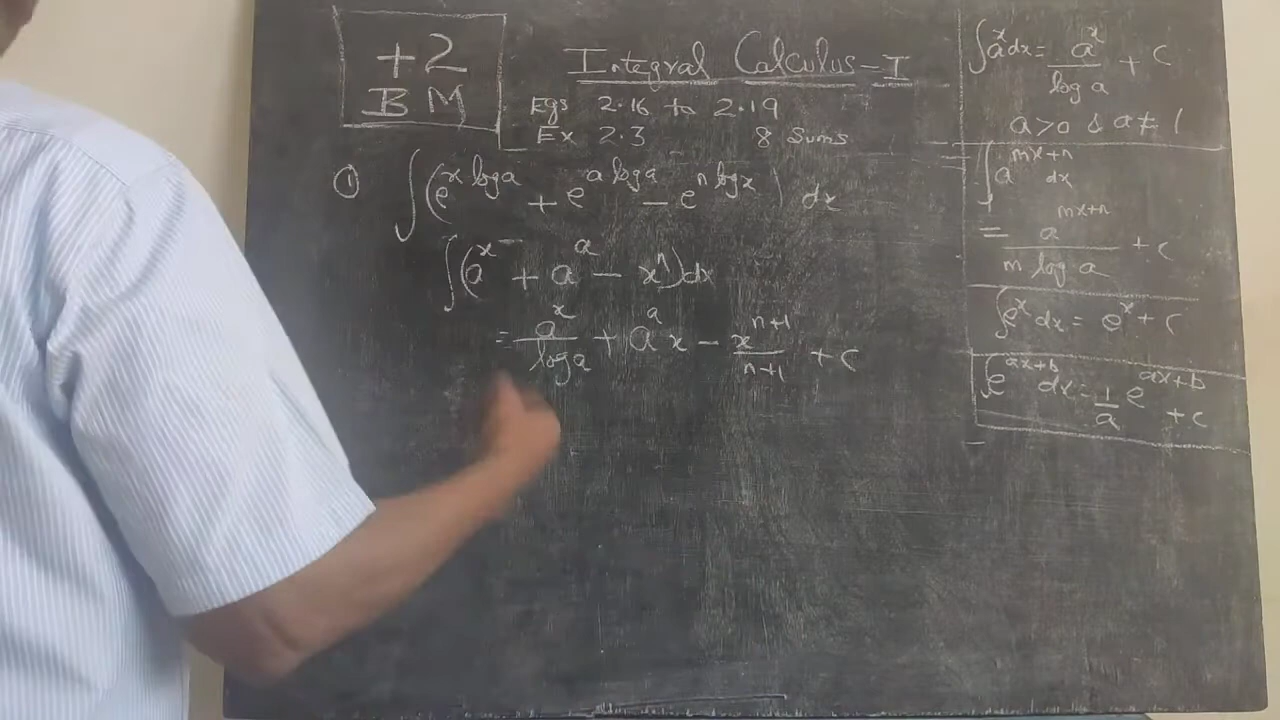 +2
BM
Integral Calculus - I
Egs 2.16 to 2.19
Ex 2.3 8 Sums
① ∫(e^(x log a) + e^(a log a) − e^(n log x)) dx
∫(a^x + a^a − x^n) dx
= a^x/log a + a^a x − x^(n+1)/(n+1) + c
∫a^x dx = a^x/log a + c
a>0 & a≠1
∫a^(mx+n) dx
= a^(mx+n)/(m log a) + c
∫e^x dx = e^x + c
∫e^(ax+b) dx = 1/a e^(ax+b) + c